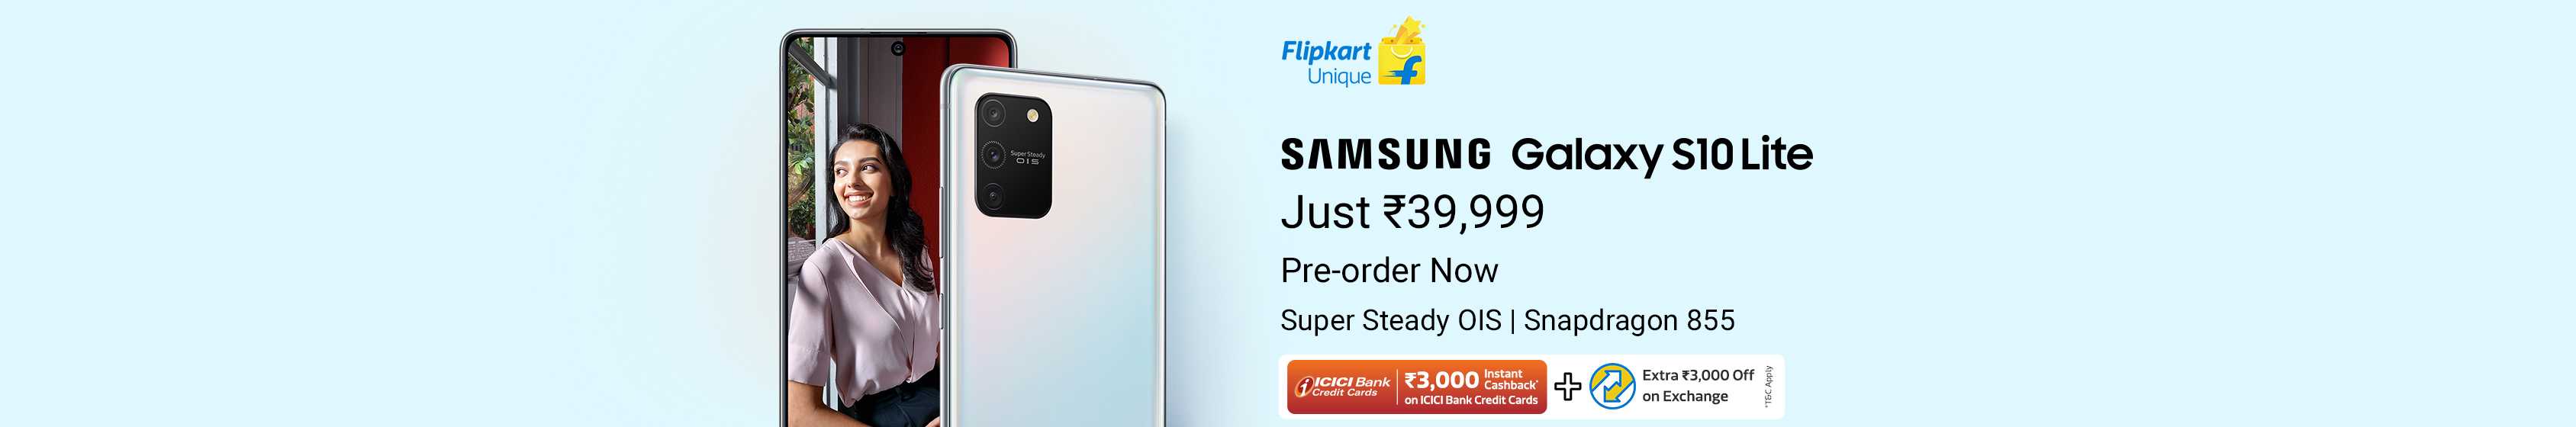 Flipkart
Unique
SAMSUNG Galaxy S10 Lite
Just ₹39,999
Pre-order Now
Super Steady OIS | Snapdragon 855
ICICI Bank
Credit Cards
₹3,000 Instant Cashback*
on ICICI Bank Credit Cards
+
Extra ₹3,000 Off
on Exchange
*T&C Apply
Super Steady
OIS